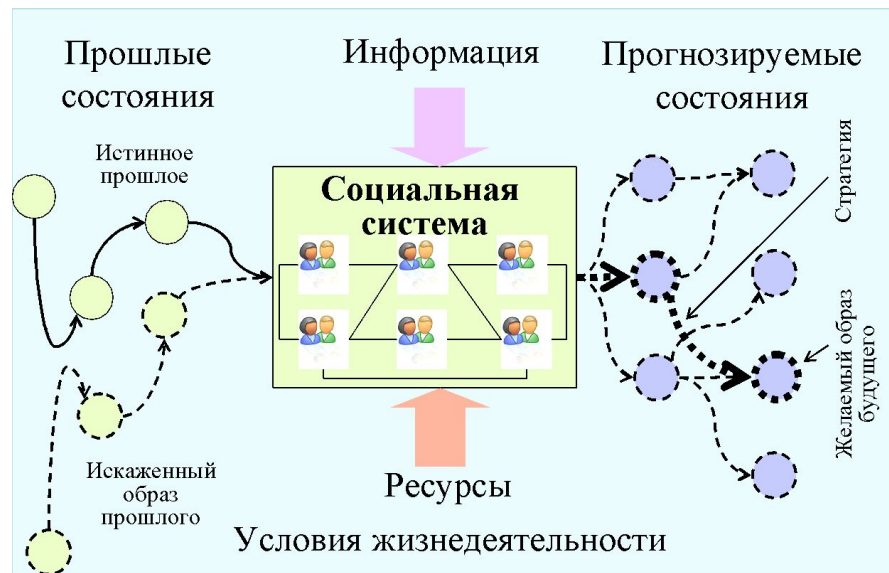 Прошлые
состояния
Информация
Прогнозируемые
состояния
Истинное
прошлое
Социальная
система
Стратегия
Желаемый образ
будущего
Искаженный
образ
прошлого
Ресурсы
Условия жизнедеятельности